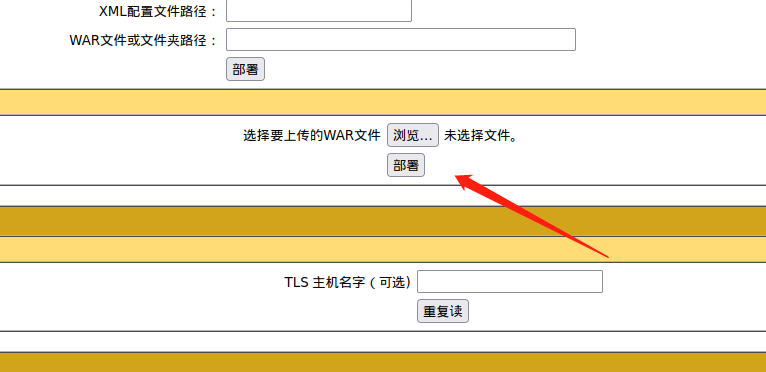 XML配置文件路径：
WAR文件或文件夹路径：
部署
选择要上传的WAR文件 浏览... 未选择文件。
部署
TLS 主机名字（可选)
重复读